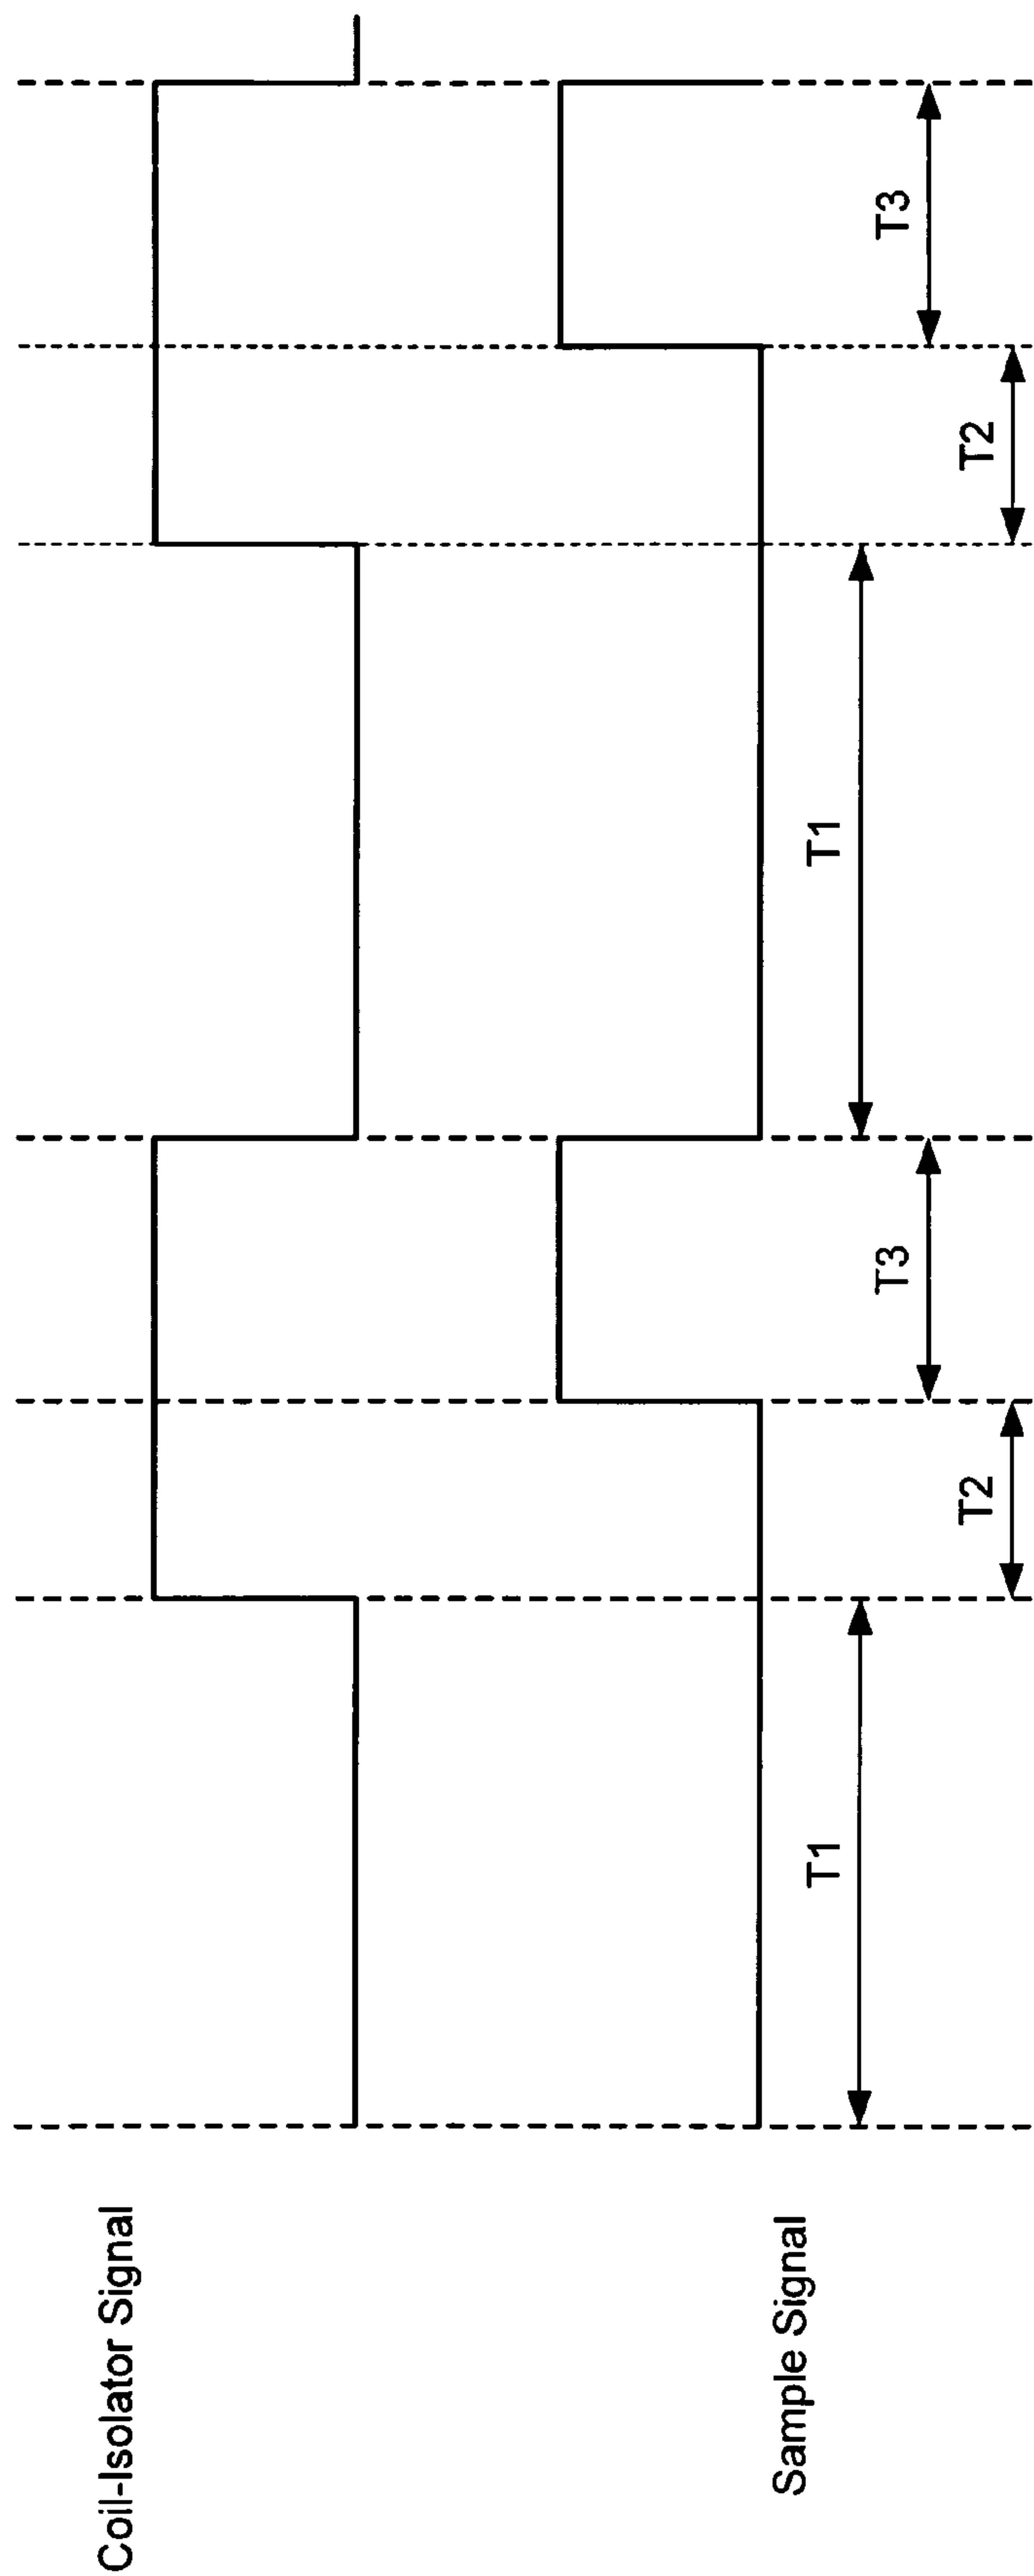 Coil-Isolator Signal
Sample Signal
T1
T2
T3
T1
T2
T3